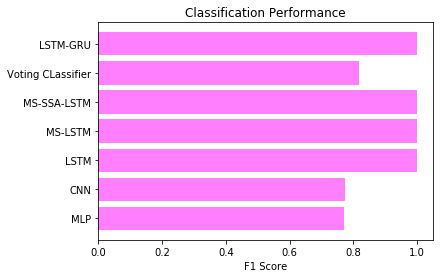 Classification Performance
LSTM-GRU
Voting CLassifier
MS-SSA-LSTM
MS-LSTM
LSTM
CNN
MLP
0.0 0.2 0.4 0.6 0.8 1.0
F1 Score